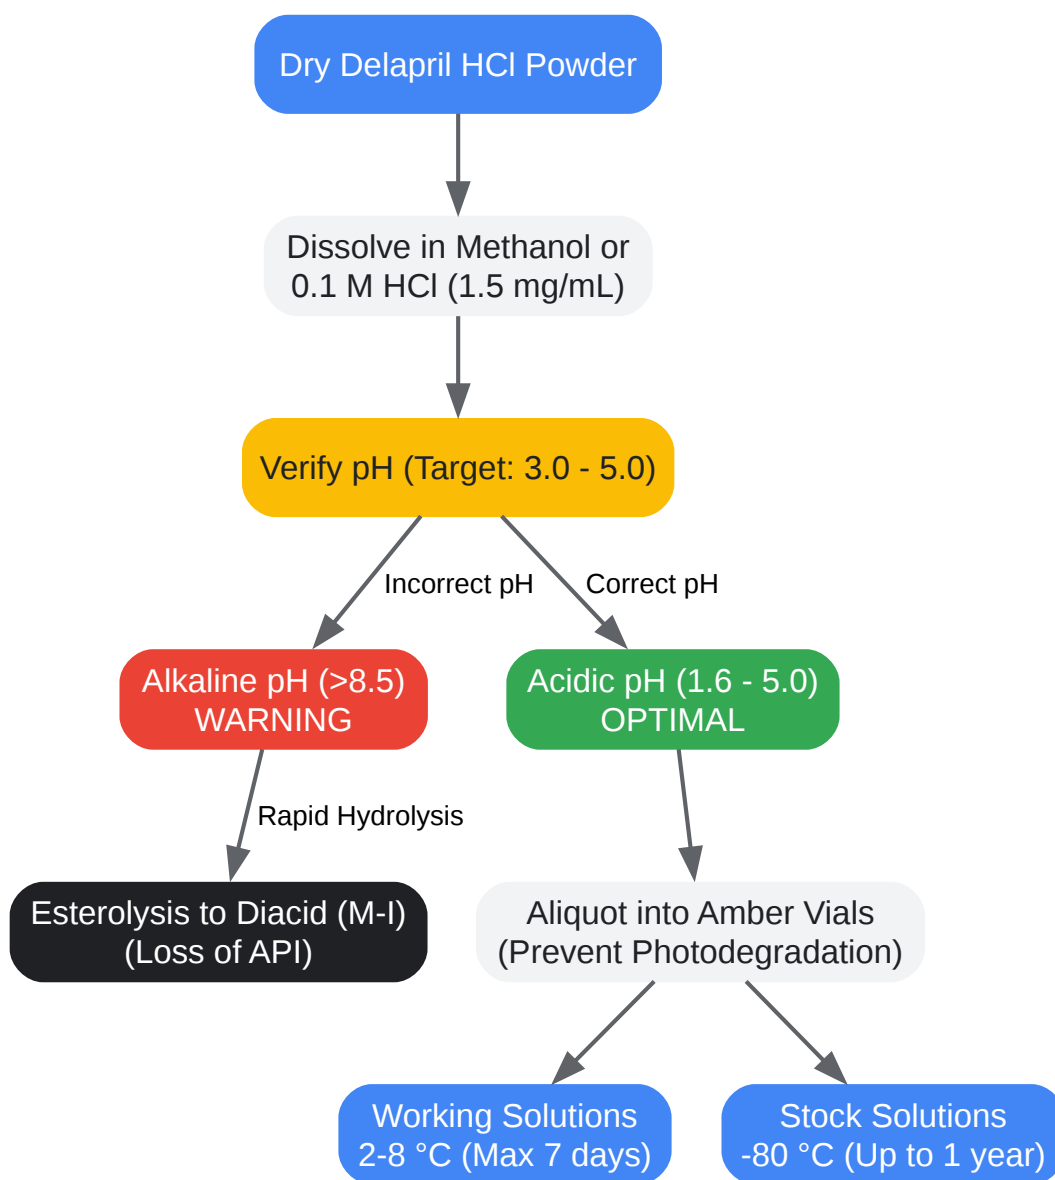 Dry Delapril HCl Powder
Dissolve in Methanol or
0.1 M HCl (1.5 mg/mL)
Verify pH (Target: 3.0 - 5.0)
Incorrect pH
Correct pH
Alkaline pH (>8.5)
WARNING
Acidic pH (1.6 - 5.0)
OPTIMAL
Rapid Hydrolysis
Esterolysis to Diacid (M-I)
(Loss of API)
Aliquot into Amber Vials
(Prevent Photodegradation)
Working Solutions
2-8 °C (Max 7 days)
Stock Solutions
-80 °C (Up to 1 year)